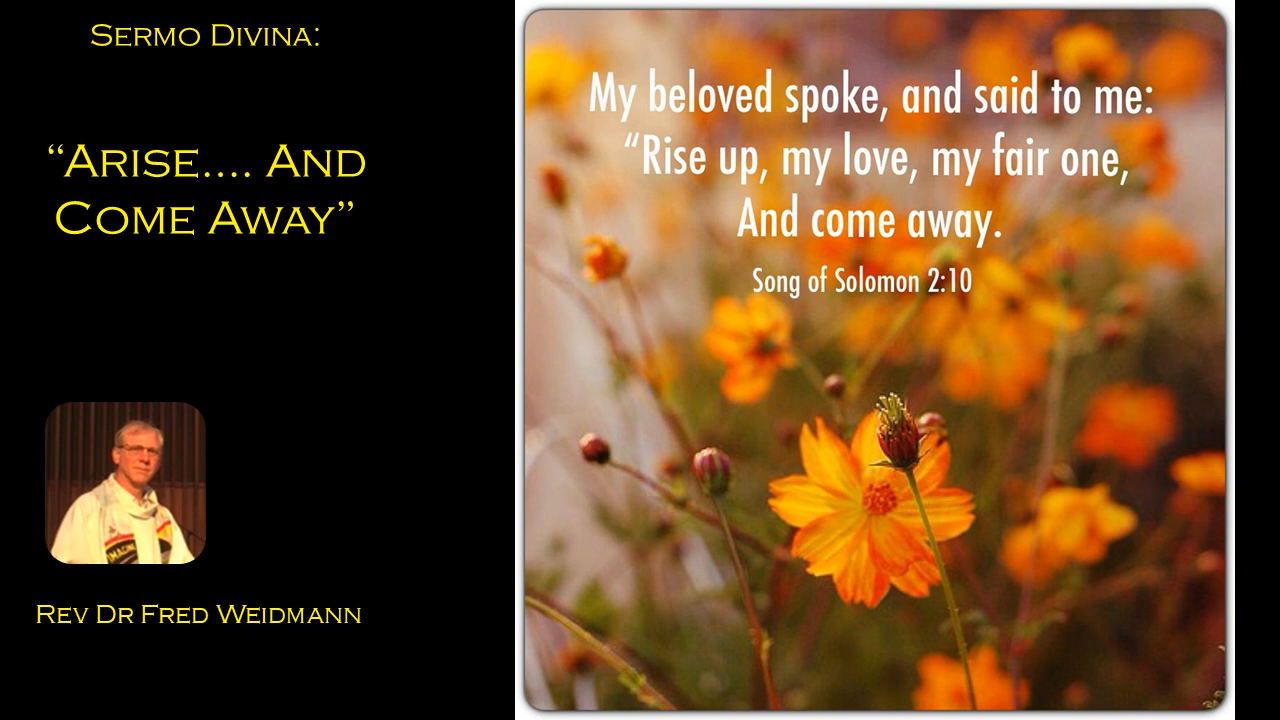 Sermo Divina:
“Arise.... And
Come Away”
Rev Dr Fred Weidmann
My beloved spoke, and said to me:
“Rise up, my love, my fair one,
And come away.
Song of Solomon 2:10